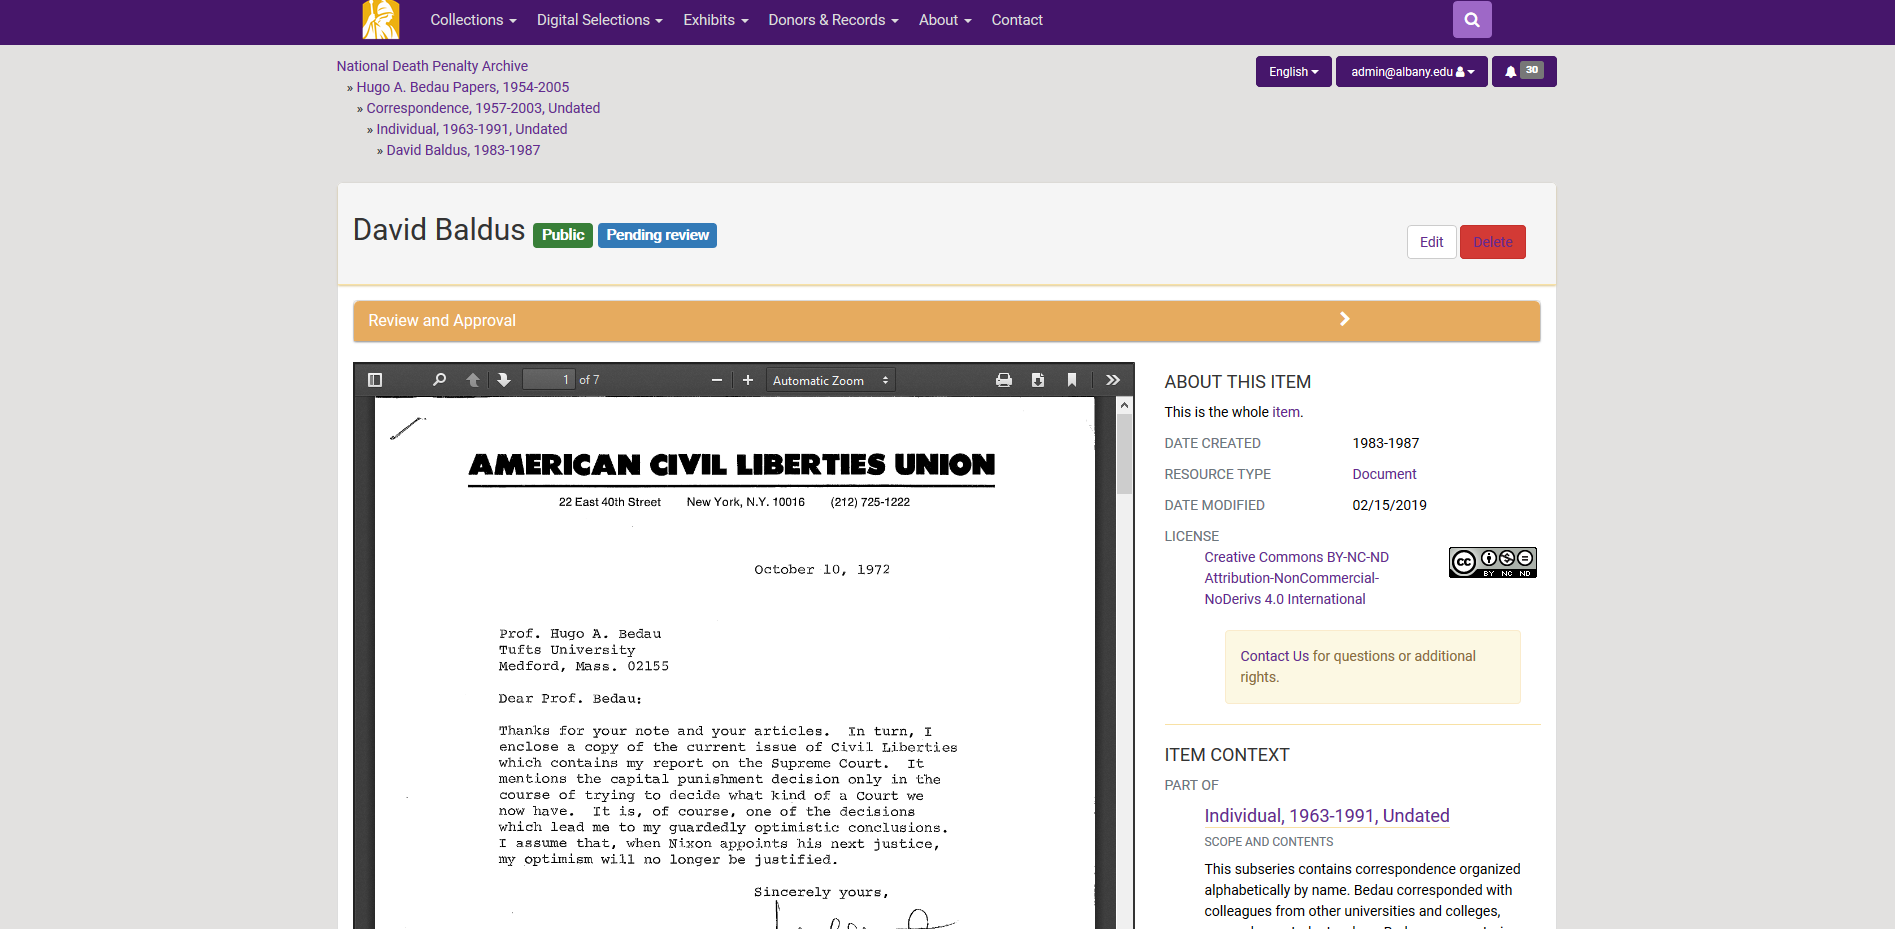 Collections
Digital Selections
Exhibits
Donors & Records
About
Contact
National Death Penalty Archive
» Hugo A. Bedau Papers, 1954-2005
» Correspondence, 1957-2003, Undated
» Individual, 1963-1991, Undated
» David Baldus, 1983-1987
English
admin@albany.edu
30
David Baldus Public Pending review
Edit
Delete
Review and Approval
1 of 7
Automatic Zoom
AMERICAN CIVIL LIBERTIES UNION
22 East 40th Street New York, N.Y. 10016 (212) 725-1222
October 10, 1972
Prof. Hugo A. Bedau
Tufts University
Medford, Mass. 02155
Dear Prof. Bedau:
Thanks for your note and your articles. In turn, I
enclose a copy of the current issue of Civil Liberties
which contains my report on the Supreme Court. It
mentions the capital punishment decision only in the
course of trying to decide what kind of a Court we
now have. It is, of course, one of the decisions
which lead me to my guardedly optimistic conclusions.
I assume that, when Nixon appoints his next justice,
my optimism will no longer be justified.
Sincerely yours,
ABOUT THIS ITEM
This is the whole item.
DATE CREATED 1983-1987
RESOURCE TYPE Document
DATE MODIFIED 02/15/2019
LICENSE
Creative Commons BY-NC-ND
Attribution-NonCommercial-
NoDerivs 4.0 International
cc BY NC ND
Contact Us for questions or additional
rights.
ITEM CONTEXT
PART OF
Individual, 1963-1991, Undated
SCOPE AND CONTENTS
This subseries contains correspondence organized
alphabetically by name. Bedau corresponded with
colleagues from other universities and colleges,